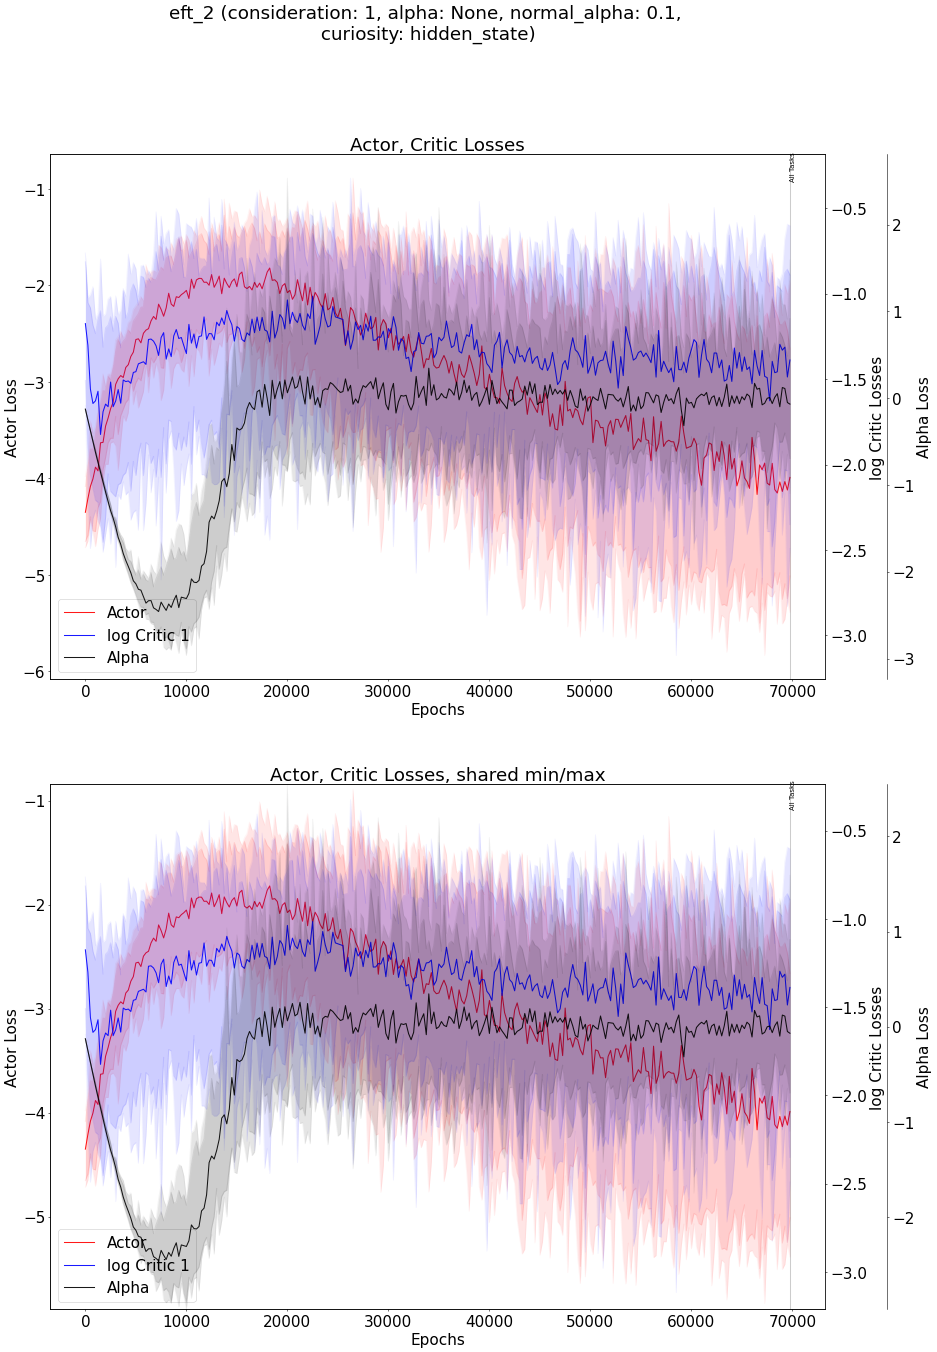 eft_2 (consideration: 1, alpha: None, normal_alpha: 0.1,
curiosity: hidden_state)
Actor, Critic Losses
All Tasks
−1
−2
−3
−4
−5
−6
Actor Loss
−0.5
−1.0
−1.5
−2.0
−2.5
−3.0
log Critic Losses
2
1
0
−1
−2
−3
Alpha Loss
Actor
log Critic 1
Alpha
0 10000 20000 30000 40000 50000 60000 70000
Epochs
Actor, Critic Losses, shared min/max
All Tasks
−1
−2
−3
−4
−5
Actor Loss
−0.5
−1.0
−1.5
−2.0
−2.5
−3.0
log Critic Losses
2
1
0
−1
−2
Alpha Loss
Actor
log Critic 1
Alpha
0 10000 20000 30000 40000 50000 60000 70000
Epochs